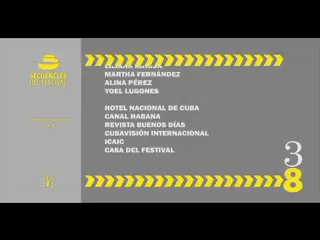 SECUENCIAS
DEL FESTIVAL
MARTHA FERNÁNDEZ
ALINA PÉREZ
YOEL LUGONES
HOTEL NACIONAL DE CUBA
CANAL HABANA
REVISTA BUENOS DÍAS
CUBAVISIÓN INTERNACIONAL
ICAIC
CASA DEL FESTIVAL
38